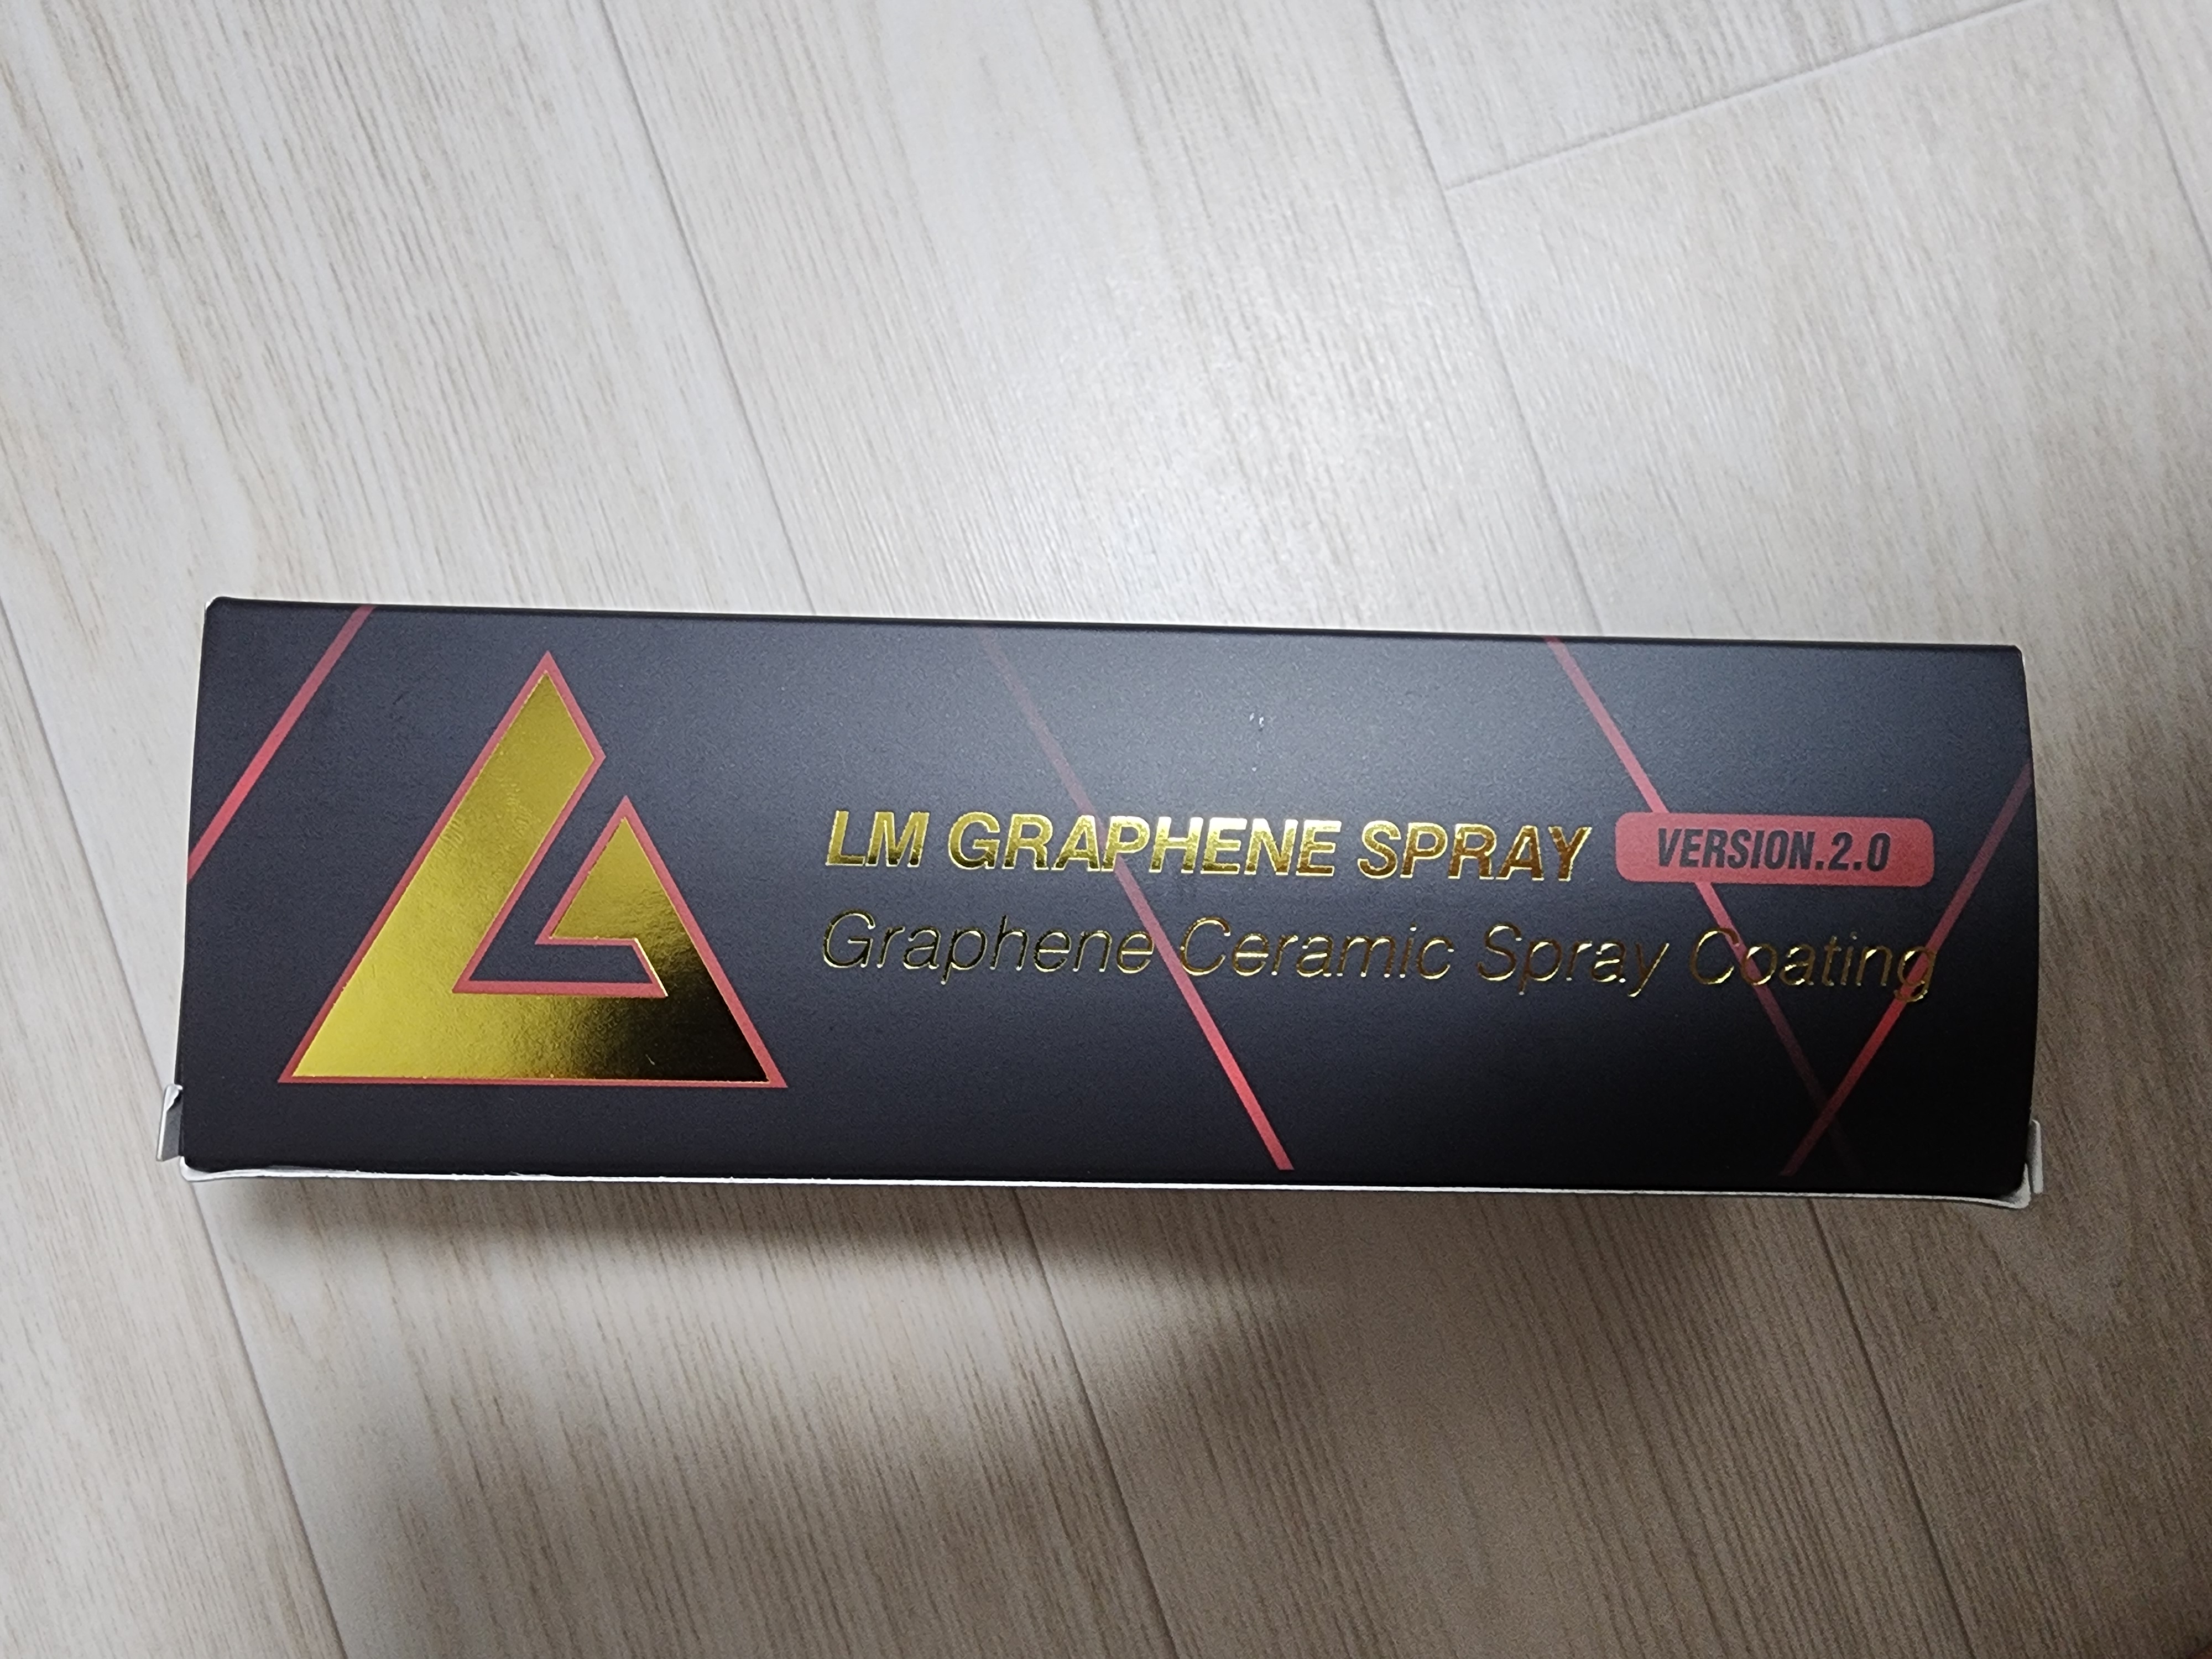 LM GRAPHENE SPRAY VERSION.2.0
Graphene Ceramic Spray Coating